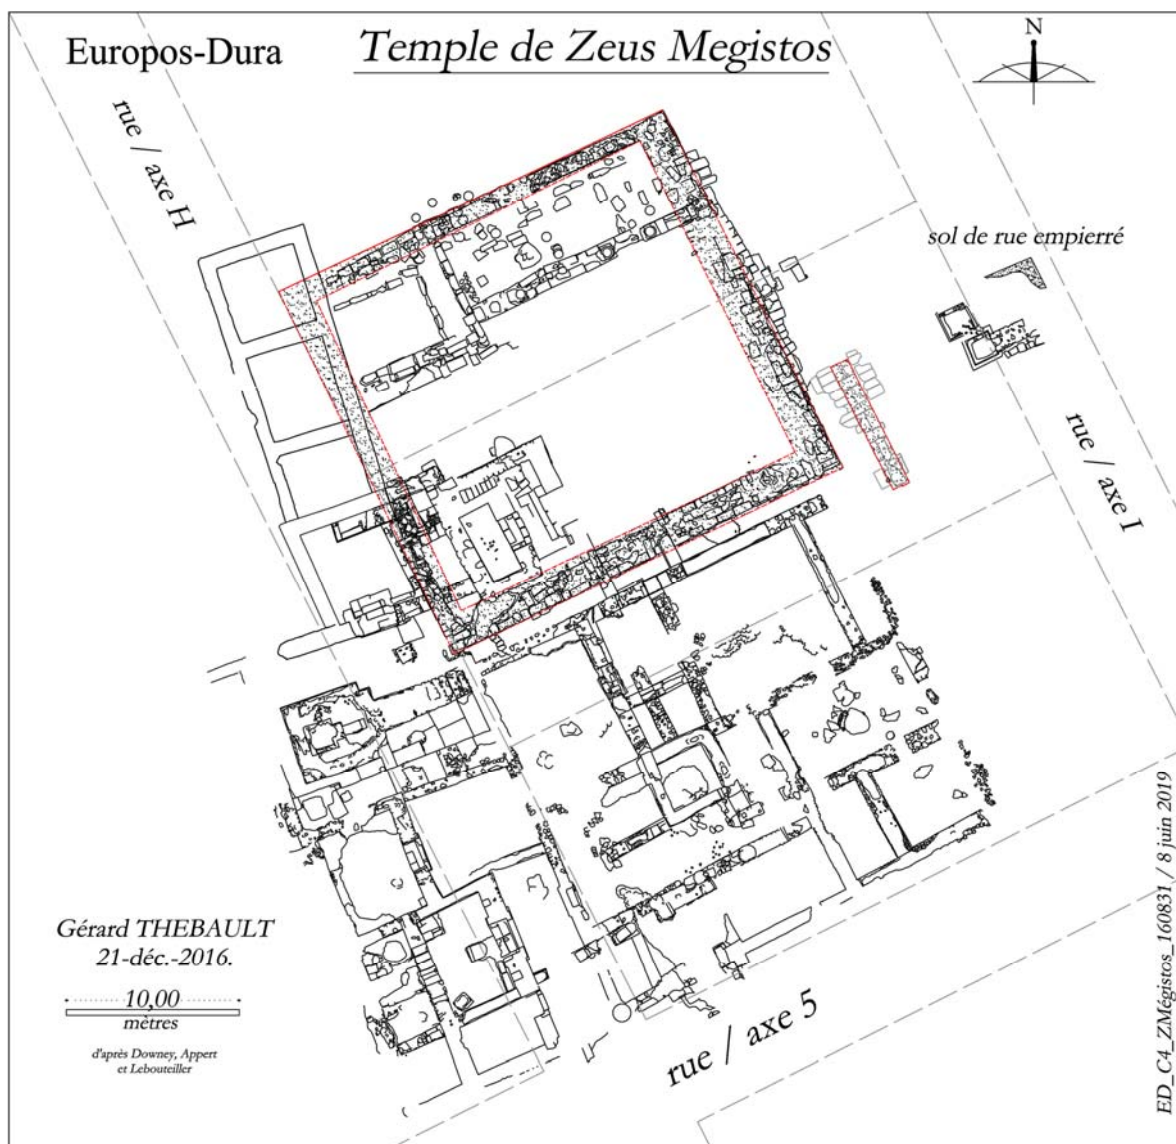 Europos-Dura
Temple de Zeus Megistos
N
rue / axe H
sol de rue empierré
rue / axe I
Gérard THEBAULT
21-déc.-2016.
10,00
mètres
d'après Downey, Appert
et Lebouteiller
rue / axe 5
ED_C4_ZMégistos_160831 / 8 juin 2019